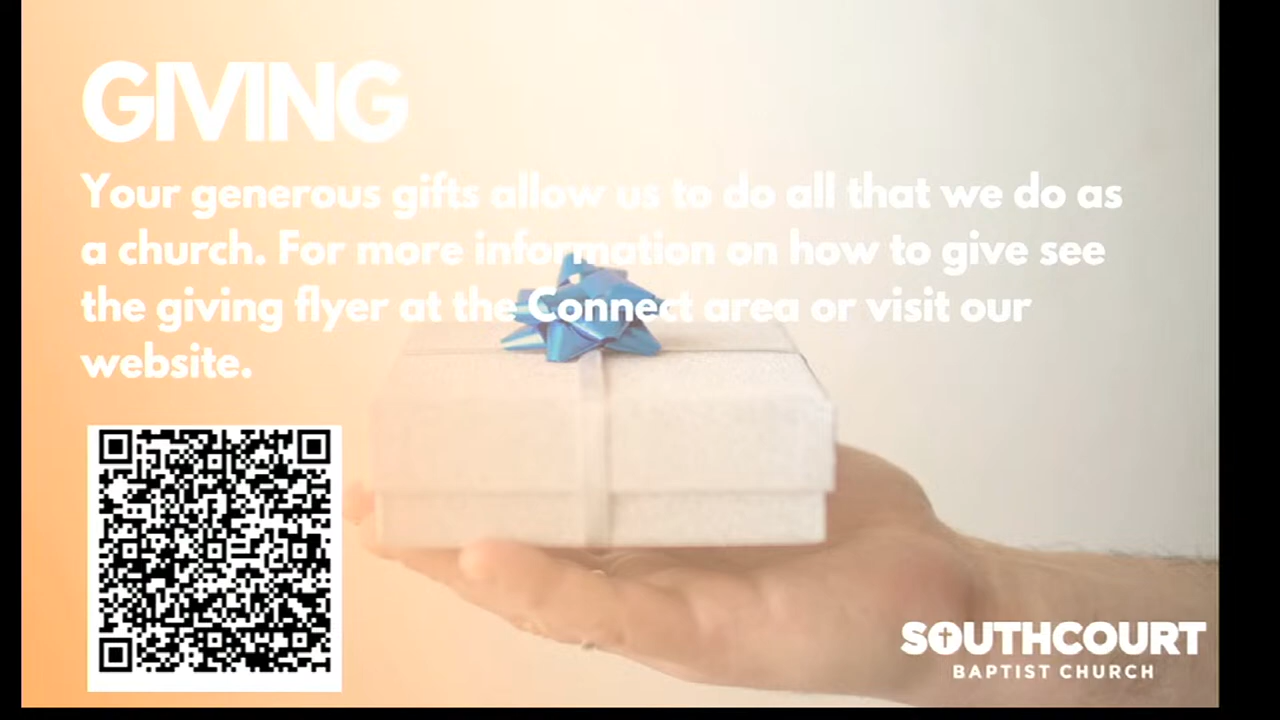 GIVING
Your generous gifts allow us to do all that we do as
a church. For more information on how to give see
the giving flyer at the Connect area or visit our
website.
SOUTHCOURT
BAPTIST CHURCH